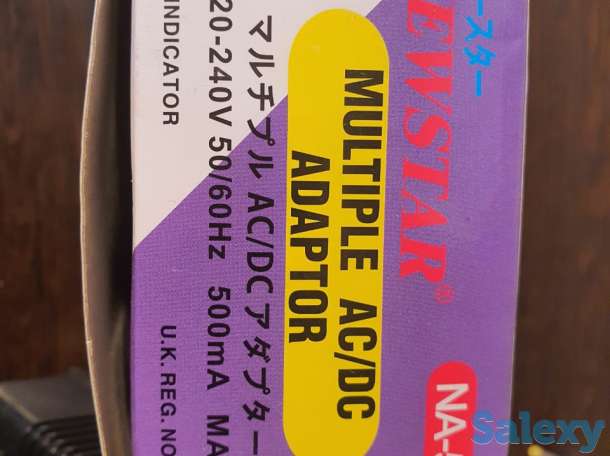 ースター
EWSTAR®
NA-
MULTIPLE AC/DC
ADAPTOR
マルチプル AC/DCアダプター
20-240V 50/60Hz 500mA MA
INDICATOR
U.K. REG. NO
Salexy